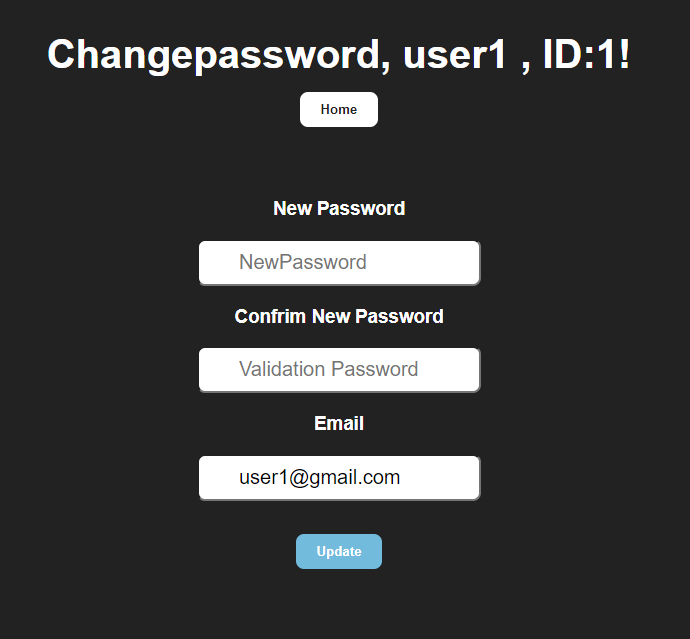 Changepassword, user1 , ID:1!
Home
New Password
NewPassword
Confrim New Password
Validation Password
Email
user1@gmail.com
Update